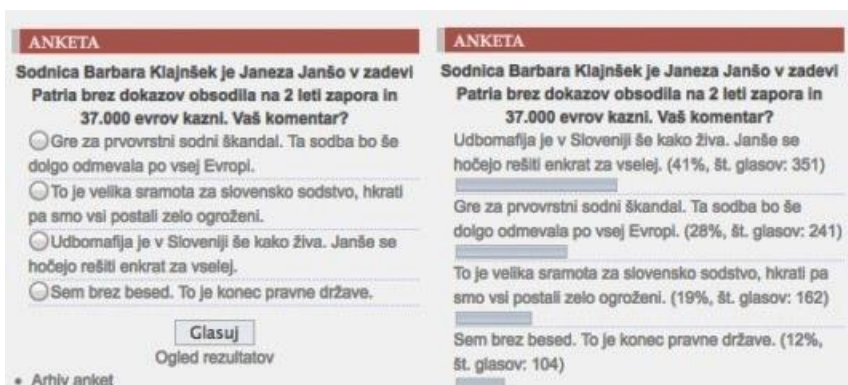 ANKETA
Sodnica Barbara Klajnšek je Janeza Janšo v zadevi
Patria brez dokazov obsodila na 2 leti zapora in
37.000 evrov kazni. Vaš komentar?
Gre za prvovrstni sodni škandal. Ta sodba bo še
dolgo odmevala po vsej Evropi.
To je velika sramota za slovensko sodstvo, hkrati
pa smo vsi postali zelo ogroženi.
Udbomafija je v Sloveniji še kako živa. Janše se
hočejo rešiti enkrat za vselej.
Sem brez besed. To je konec pravne države.
Glasuj
Ogled rezultatov
• Arhiv anket
ANKETA
Sodnica Barbara Klajnšek je Janeza Janšo v zadevi
Patria brez dokazov obsodila na 2 leti zapora in
37.000 evrov kazni. Vaš komentar?
Udbomafija je v Sloveniji še kako živa. Janše se
hočejo rešiti enkrat za vselej. (41%, št. glasov: 351)
Gre za prvovrstni sodni škandal. Ta sodba bo še
dolgo odmevala po vsej Evropi. (28%, št. glasov: 241)
To je velika sramota za slovensko sodstvo, hkrati pa
smo vsi postali zelo ogroženi. (19%, št. glasov: 162)
Sem brez besed. To je konec pravne države. (12%,
št. glasov: 104)